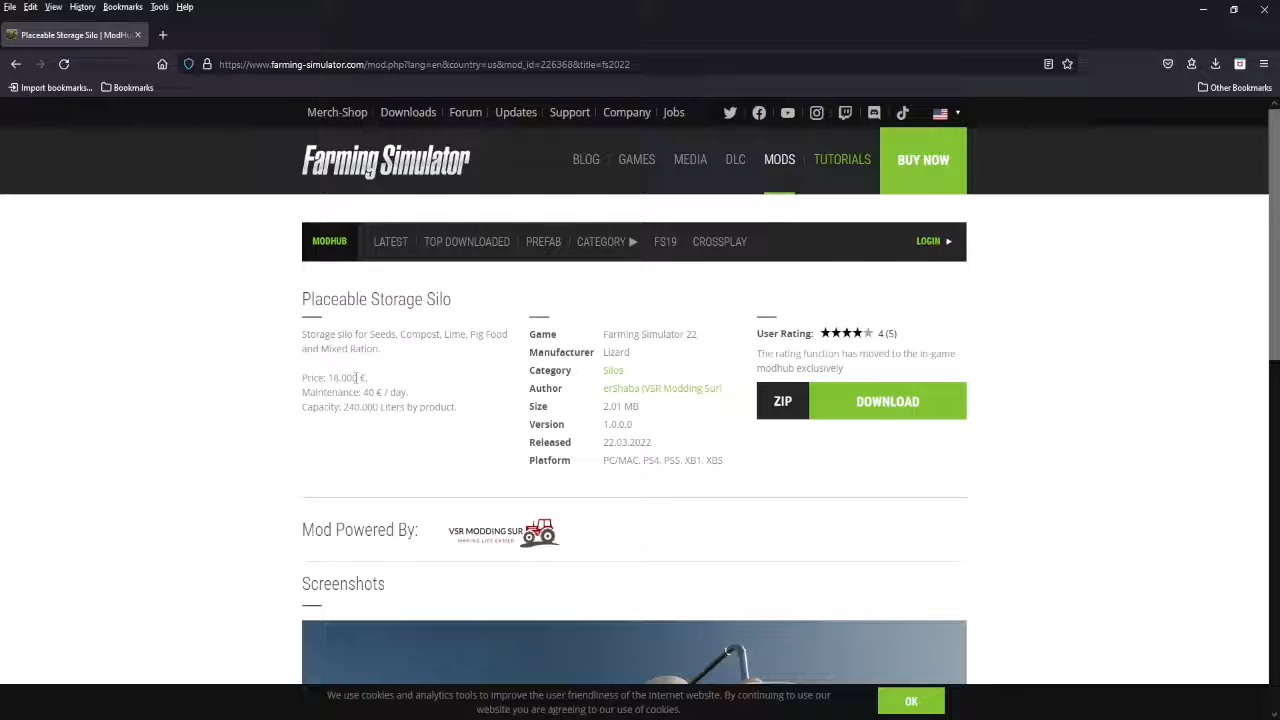 File Edit View History Bookmarks Tools Help
Placeable Storage Silo | ModHu
https://www.farming-simulator.com/mod.php?lang=en&country=us&mod_id=226368&title=fs2022
Import bookmarks... Bookmarks Other Bookmarks
Merch-Shop Downloads Forum Updates Support Company Jobs
Farming Simulator BLOG GAMES MEDIA DLC MODS TUTORIALS BUY NOW
MODHUB LATEST TOP DOWNLOADED PREFAB CATEGORY FS19 CROSSPLAY LOGIN
Placeable Storage Silo
Storage silo for Seeds, Compost, Lime, Pig Food
and Mixed Ration.
Price: 18.000 €.
Maintenance: 40 € / day.
Capacity: 240.000 Liters by product.
Game Farming Simulator 22
Manufacturer Lizard
Category Silos
Author erShaba (VSR Modding Sur)
Size 2.01 MB
Version 1.0.0.0
Released 22.03.2022
Platform PC/MAC, PS4, PS5, XB1, XBS
User Rating: 4 (5)
The rating function has moved to the in-game
modhub exclusively
ZIP DOWNLOAD
Mod Powered By:
VSR MODDING SUR
MAKING LIFE EASIER
Screenshots
We use cookies and analytics tools to improve the user friendliness of the Internet website. By continuing to use our
website you are agreeing to our use of cookies.
OK